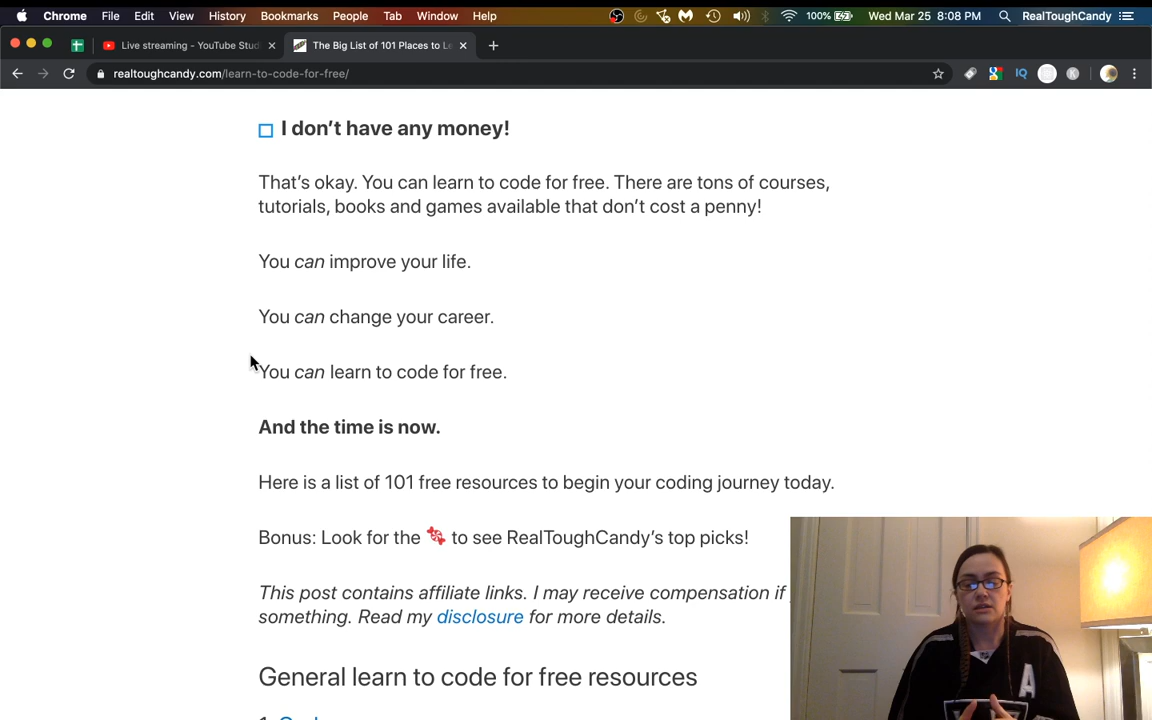 Chrome File Edit View History Bookmarks People Tab Window Help 100% Wed Mar 25 8:08 PM RealToughCandy
Live streaming - YouTube Stud The Big List of 101 Places to Le
realtoughcandy.com/learn-to-code-for-free/ IQ K
I don’t have any money!
That’s okay. You can learn to code for free. There are tons of courses,
tutorials, books and games available that don’t cost a penny!
You can improve your life.
You can change your career.
You can learn to code for free.
And the time is now.
Here is a list of 101 free resources to begin your coding journey today.
Bonus: Look for the to see RealToughCandy’s top picks!
This post contains affiliate links. I may receive compensation if
something. Read my disclosure for more details.
General learn to code for free resources
A